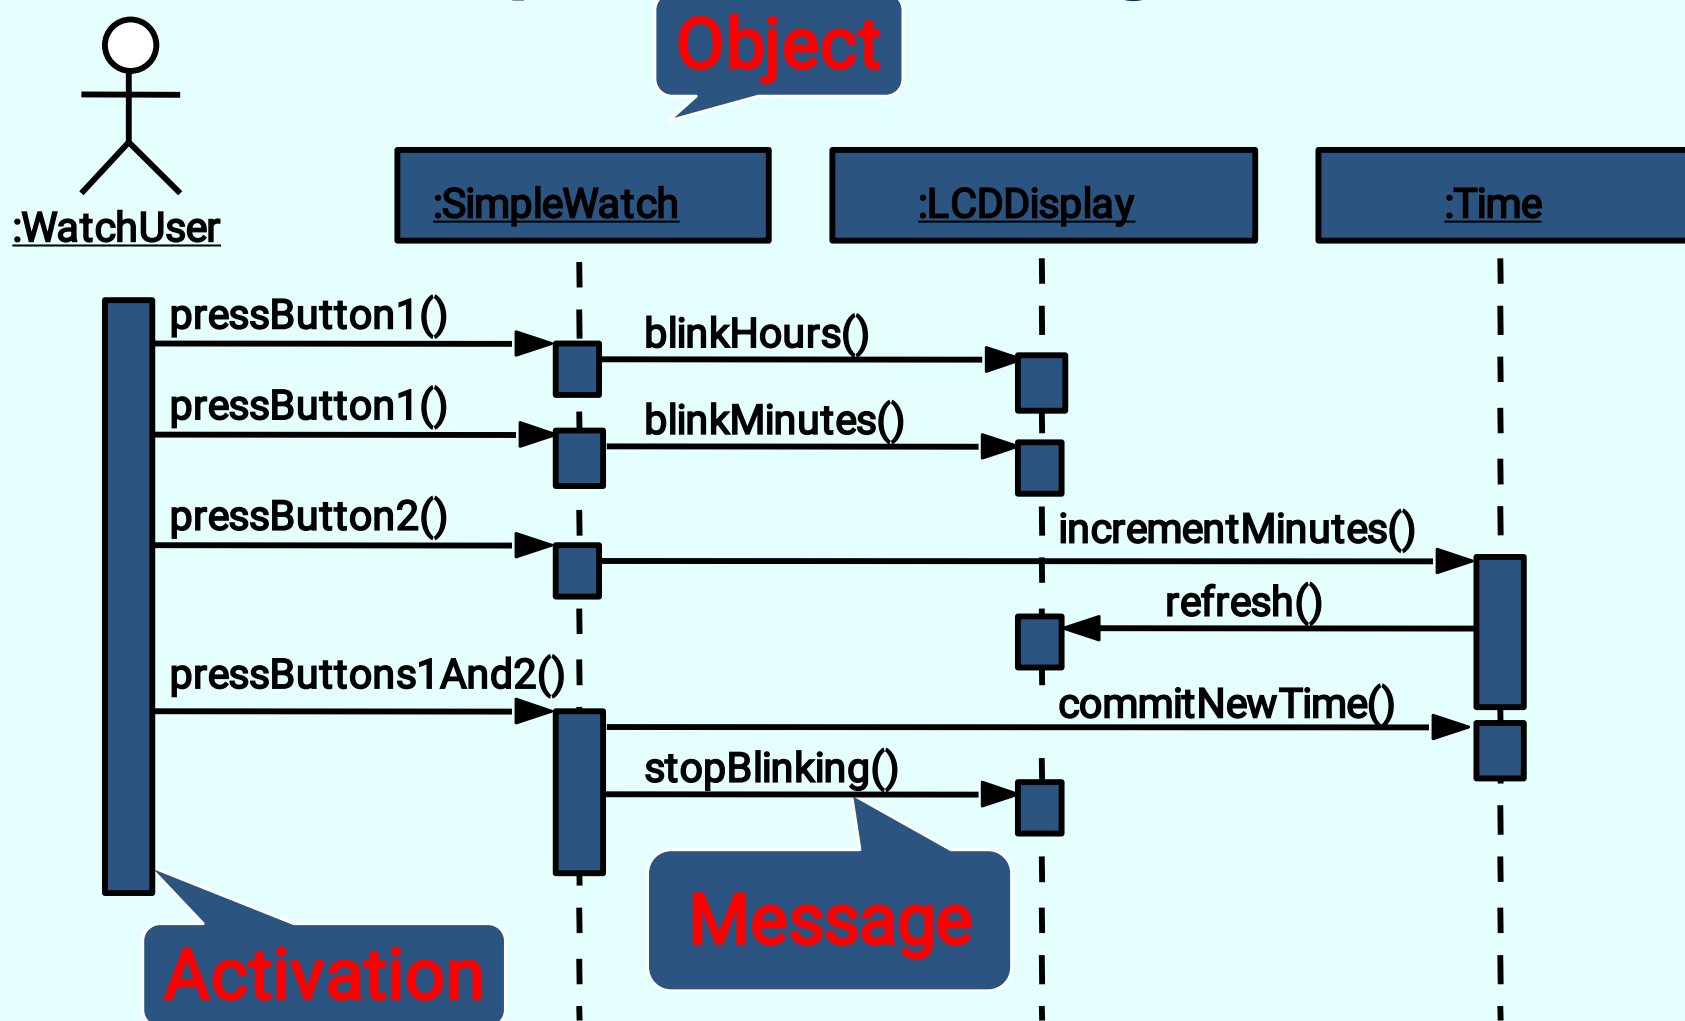 Object
:WatchUser
:SimpleWatch
:LCDDisplay
:Time
pressButton1()
blinkHours()
pressButton1()
blinkMinutes()
pressButton2()
incrementMinutes()
refresh()
pressButtons1And2()
commitNewTime()
stopBlinking()
Message
Activation